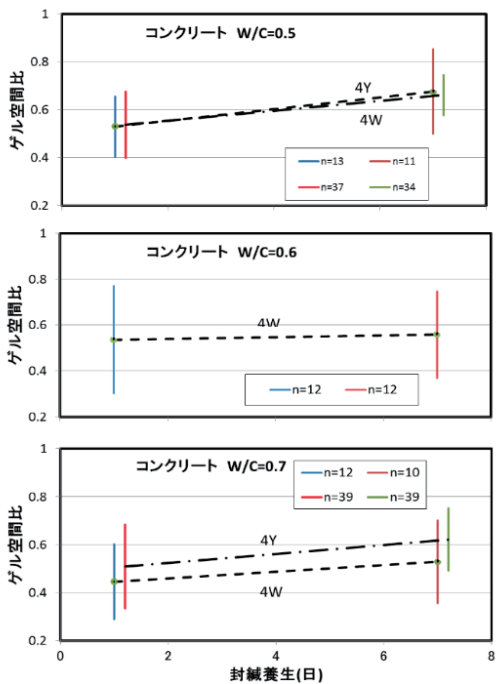 コンクリート W/C=0.5
ゲル空間比
1
0.8
0.6
0.4
0.2
4Y
4W
n=13 n=11
n=37 n=34
コンクリート W/C=0.6
ゲル空間比
1
0.8
0.6
0.4
0.2
4W
n=12 n=12
コンクリート W/C=0.7
ゲル空間比
1
0.8
0.6
0.4
0.2
n=12 n=10
n=39 n=39
4Y
4W
0 2 4 6 8
封緘養生(日)